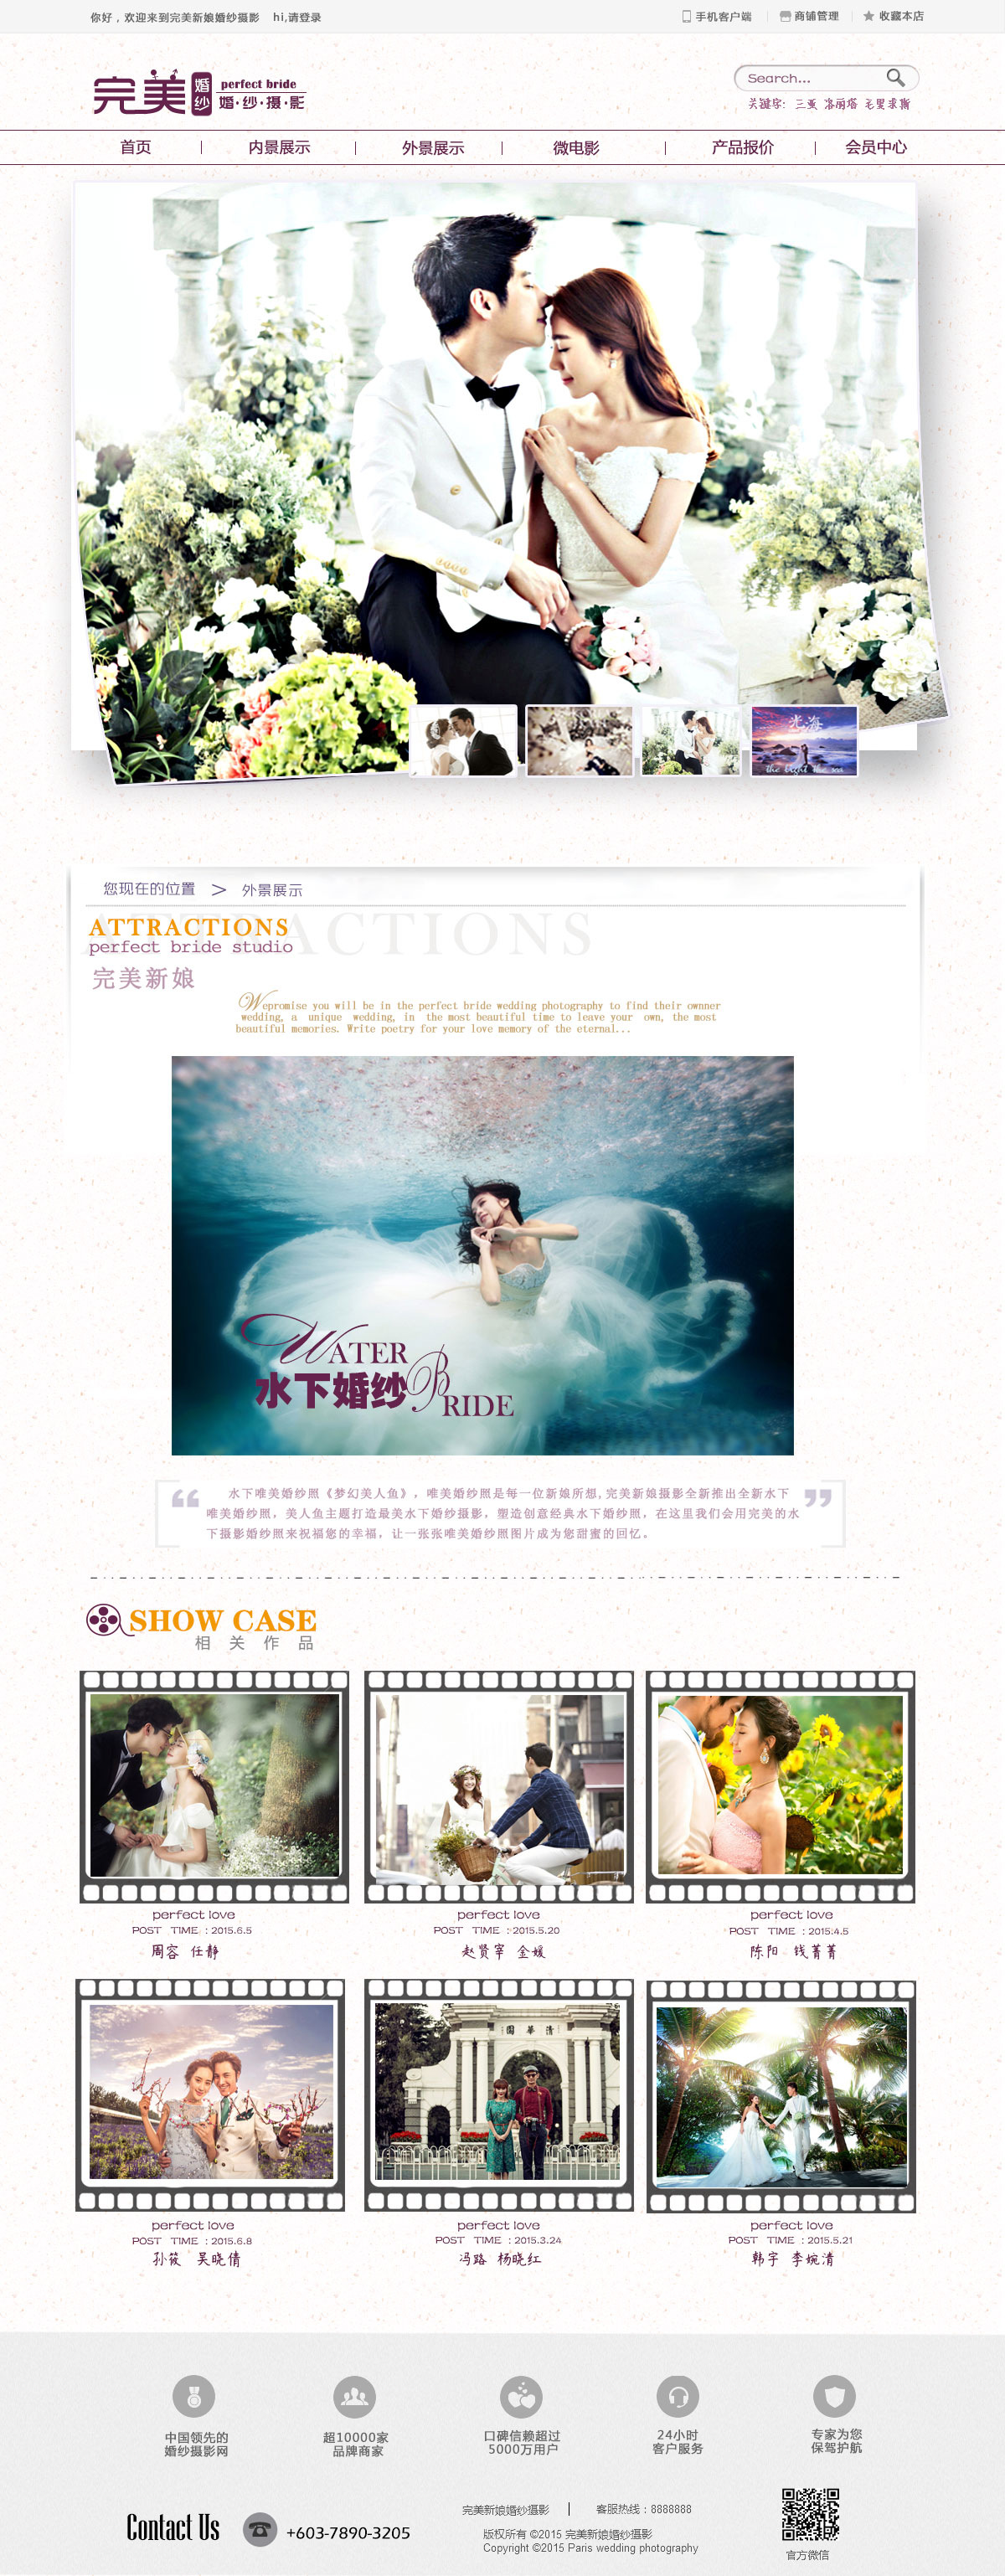 你好，欢迎来到完美新娘婚纱摄影 hi,请登录
手机客户端 商铺管理 收藏本店
完美 婚纱 perfect bride
婚·纱·摄·影
Search...
关键字: 三亚 洛丽塔 毛里求斯
首页 内景展示 外景展示 微电影 产品报价 会员中心
光海
the light the sea
您现在的位置 > 外景展示
ATTRACTIONS
ATTRACTIONS
perfect bride studio
完美新娘
Wepromise you will be in the perfect bride wedding photography to find their ownner
wedding, a unique wedding, in the most beautiful time to leave your own, the most
beautiful memories. Write poetry for your love memory of the eternal...
WATER
水下婚纱 BRIDE
“ 水下唯美婚纱照《梦幻美人鱼》，唯美婚纱照是每一位新娘所想,完美新娘摄影全新推出全新水下 ”
唯美婚纱照，美人鱼主题打造最美水下婚纱摄影，塑造创意经典水下婚纱照，在这里我们会用完美的水
下摄影婚纱照来祝福您的幸福，让一张张唯美婚纱照图片成为您甜蜜的回忆。
SHOW CASE
相关作品
perfect love
POST TIME : 2015.6.5
周容 任静
perfect love
POST TIME : 2015.5.20
赵贤宰 金媛
perfect love
POST TIME : 2015.4.5
陈阳 钱菁菁
清华园
perfect love
POST TIME : 2015.6.8
孙筱 吴晓倩
perfect love
POST TIME : 2015.3.24
冯路 杨晓红
perfect love
POST TIME : 2015.5.21
韩宇 李婉清
中国领先的
婚纱摄影网
超10000家
品牌商家
口碑信赖超过
5000万用户
24小时
客户服务
专家为您
保驾护航
Contact Us +603-7890-3205
完美新娘婚纱摄影 | 客服热线：8888888
版权所有 ©2015 完美新娘婚纱摄影
Copyright ©2015 Paris wedding photography
官方微信